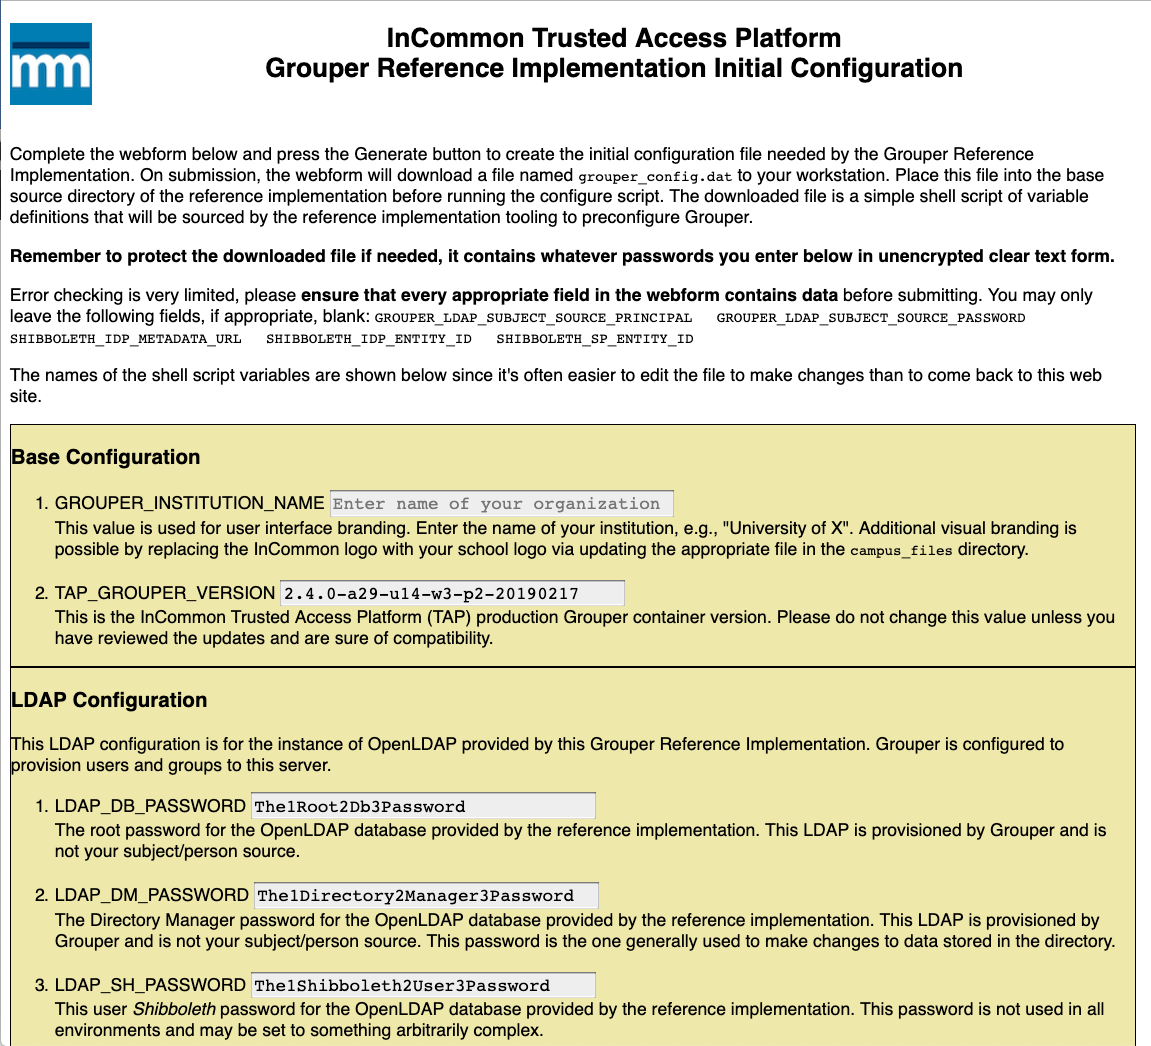 InCommon Trusted Access Platform
Grouper Reference Implementation Initial Configuration
Complete the webform below and press the Generate button to create the initial configuration file needed by the Grouper Reference
Implementation. On submission, the webform will download a file named grouper_config.dat to your workstation. Place this file into the base
source directory of the reference implementation before running the configure script. The downloaded file is a simple shell script of variable
definitions that will be sourced by the reference implementation tooling to preconfigure Grouper.
Remember to protect the downloaded file if needed, it contains whatever passwords you enter below in unencrypted clear text form.
Error checking is very limited, please ensure that every appropriate field in the webform contains data before submitting. You may only
leave the following fields, if appropriate, blank: GROUPER_LDAP_SUBJECT_SOURCE_PRINCIPAL GROUPER_LDAP_SUBJECT_SOURCE_PASSWORD
SHIBBOLETH_IDP_METADATA_URL SHIBBOLETH_IDP_ENTITY_ID SHIBBOLETH_SP_ENTITY_ID
The names of the shell script variables are shown below since it's often easier to edit the file to make changes than to come back to this web
site.
Base Configuration
1. GROUPER_INSTITUTION_NAME Enter name of your organization
This value is used for user interface branding. Enter the name of your institution, e.g., "University of X". Additional visual branding is
possible by replacing the InCommon logo with your school logo via updating the appropriate file in the campus_files directory.
2. TAP_GROUPER_VERSION 2.4.0-a29-u14-w3-p2-20190217
This is the InCommon Trusted Access Platform (TAP) production Grouper container version. Please do not change this value unless you
have reviewed the updates and are sure of compatibility.
LDAP Configuration
This LDAP configuration is for the instance of OpenLDAP provided by this Grouper Reference Implementation. Grouper is configured to
provision users and groups to this server.
1. LDAP_DB_PASSWORD The1Root2Db3Password
The root password for the OpenLDAP database provided by the reference implementation. This LDAP is provisioned by Grouper and is
not your subject/person source.
2. LDAP_DM_PASSWORD The1Directory2Manager3Password
The Directory Manager password for the OpenLDAP database provided by the reference implementation. This LDAP is provisioned by
Grouper and is not your subject/person source. This password is the one generally used to make changes to data stored in the directory.
3. LDAP_SH_PASSWORD The1Shibboleth2User3Password
This user Shibboleth password for the OpenLDAP database provided by the reference implementation. This password is not used in all
environments and may be set to something arbitrarily complex.